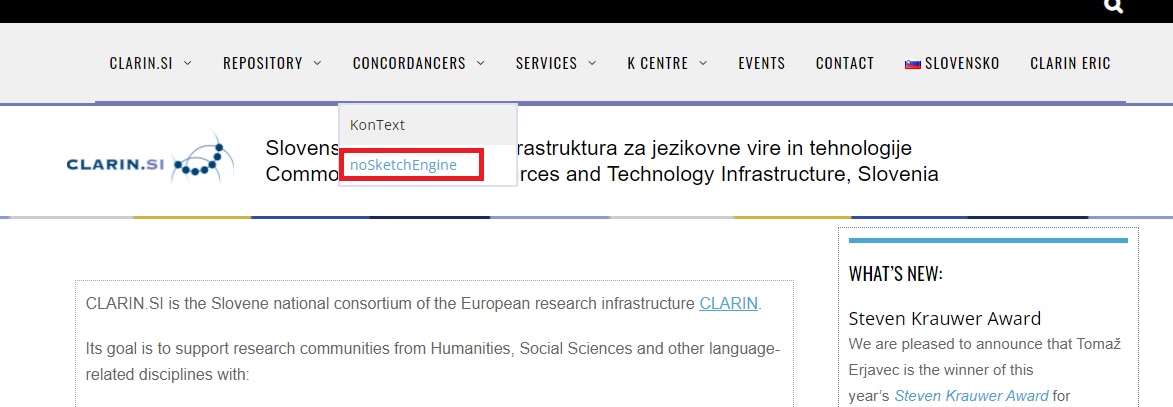 CLARIN.SI REPOSITORY CONCORDANCERS SERVICES K CENTRE EVENTS CONTACT SLOVENSKO CLARIN ERIC
KonText
noSketchEngine
CLARIN.SI
Slovens rastruktura za jezikovne vire in tehnologije
Commo rces and Technology Infrastructure, Slovenia
CLARIN.SI is the Slovene national consortium of the European research infrastructure CLARIN.
Its goal is to support research communities from Humanities, Social Sciences and other language-
related disciplines with:
WHAT'S NEW:
Steven Krauwer Award
We are pleased to announce that Tomaž
Erjavec is the winner of this
year's Steven Krauwer Award for